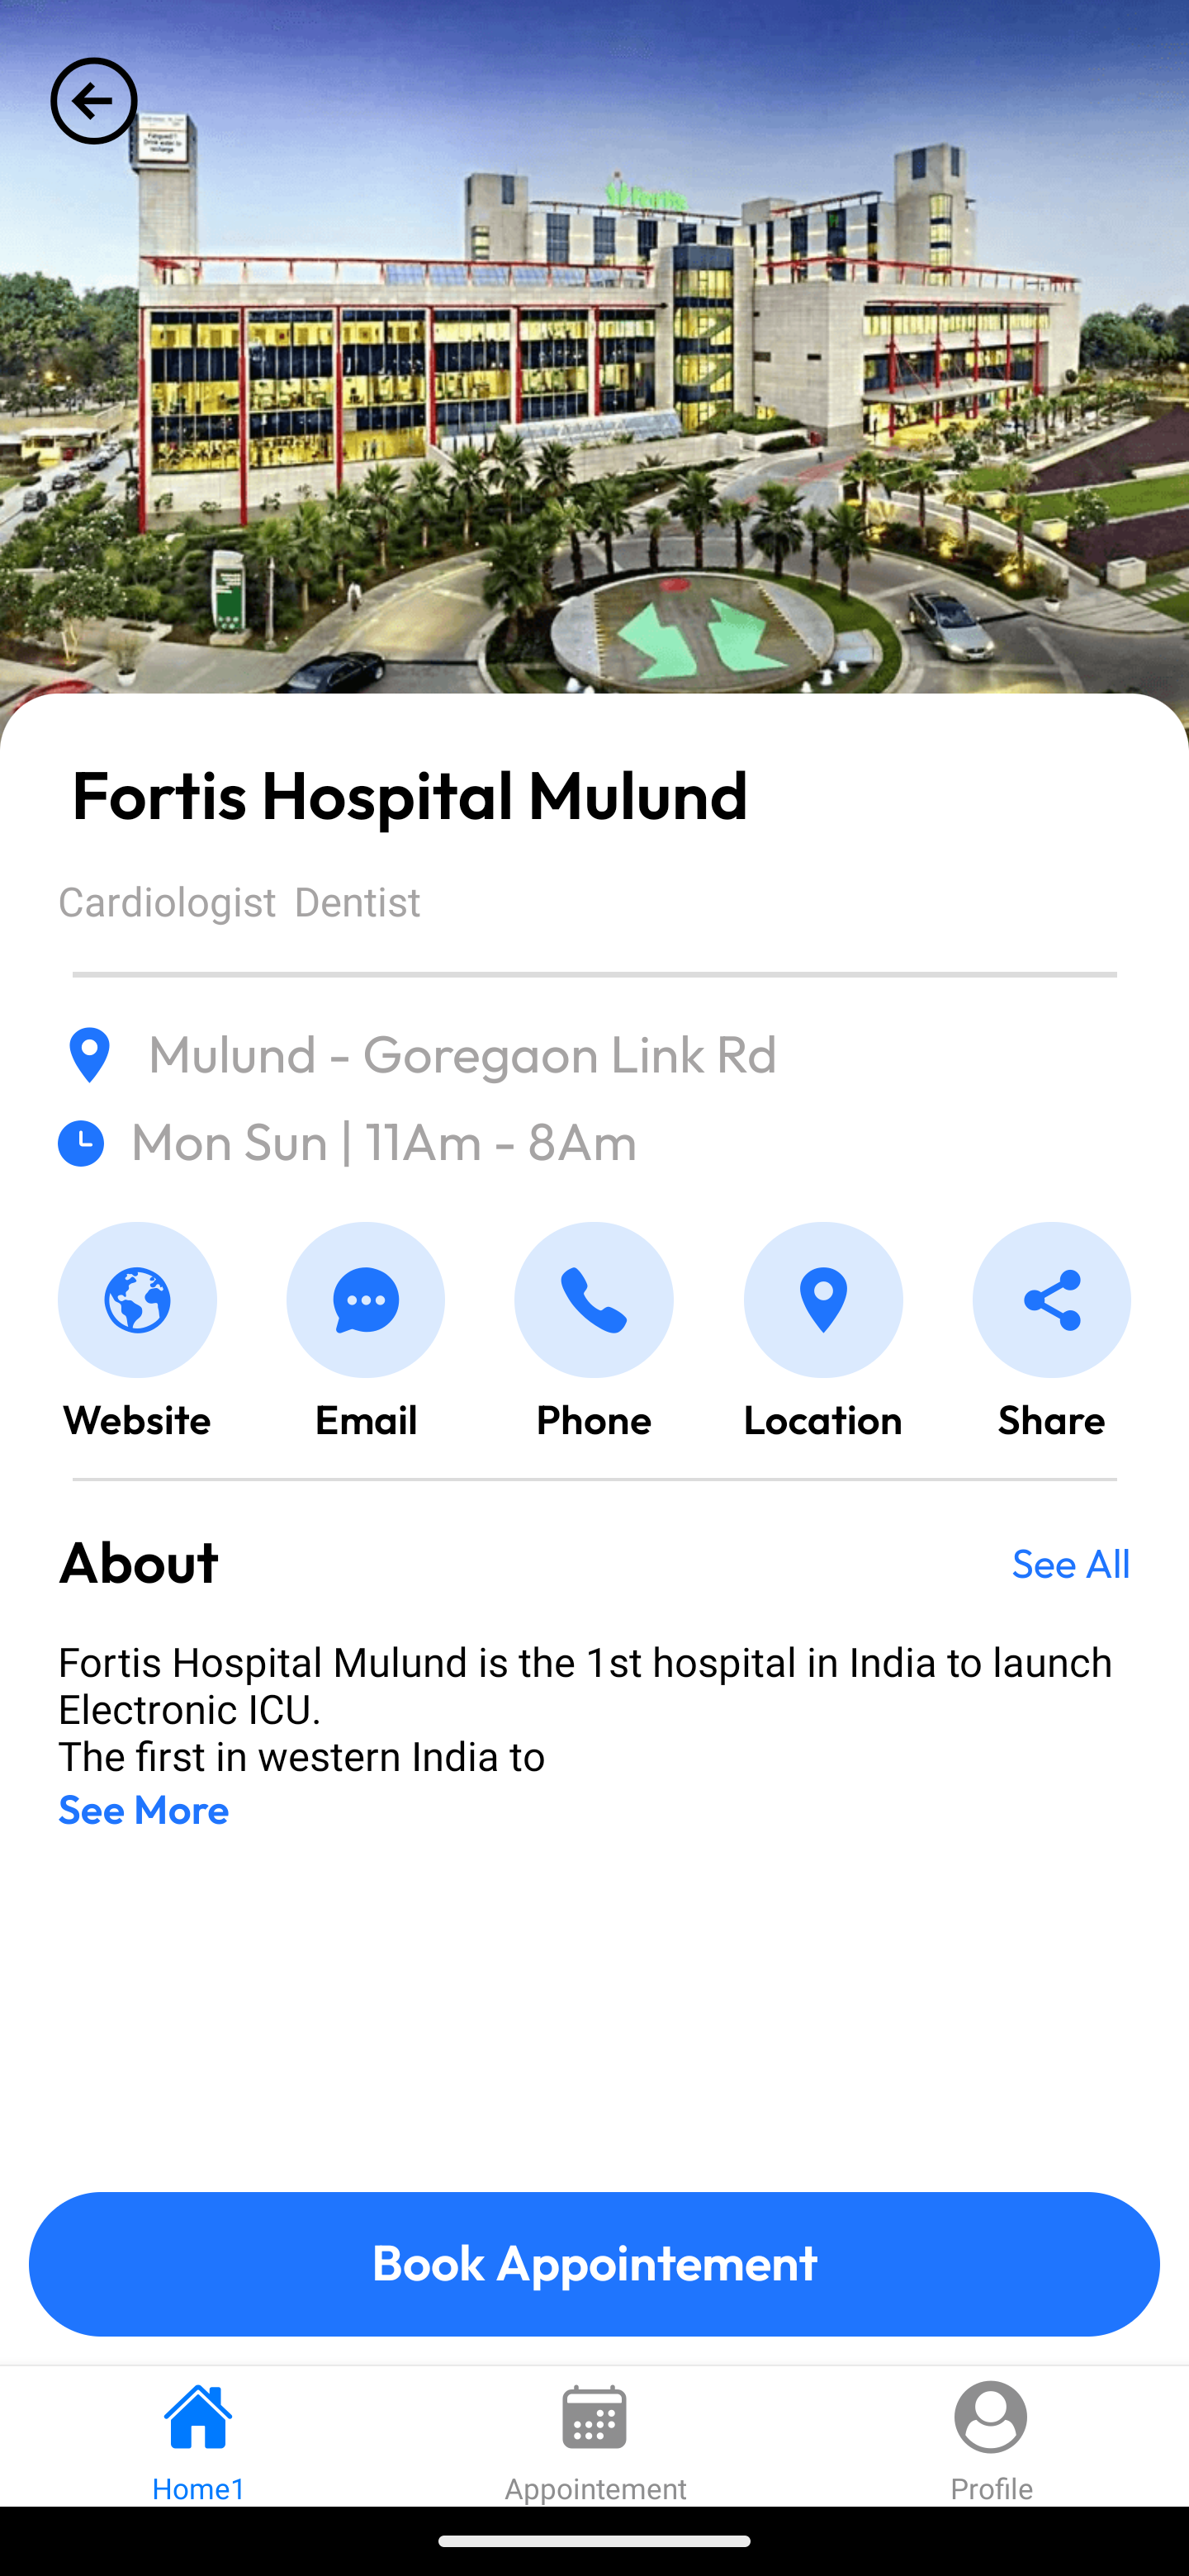 Fortis
Fortis Hospital Mulund
Cardiologist Dentist
Mulund - Goregaon Link Rd
Mon Sun | 11Am - 8Am
Website Email Phone Location Share
About See All
Fortis Hospital Mulund is the 1st hospital in India to launch
Electronic ICU.
The first in western India to
See More
Book Appointement
Home1 Appointement Profile